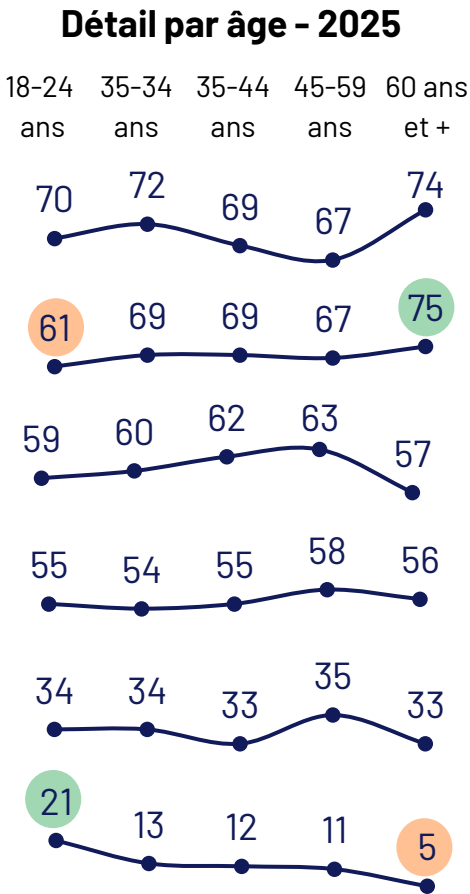 Détail par âge - 2025
18-24 35-34 35-44 45-59 60 ans
ans ans ans ans et +
70 72 69 67 74
61 69 69 67 75
59 60 62 63 57
55 54 55 58 56
34 34 33 35 33
21 13 12 11 5